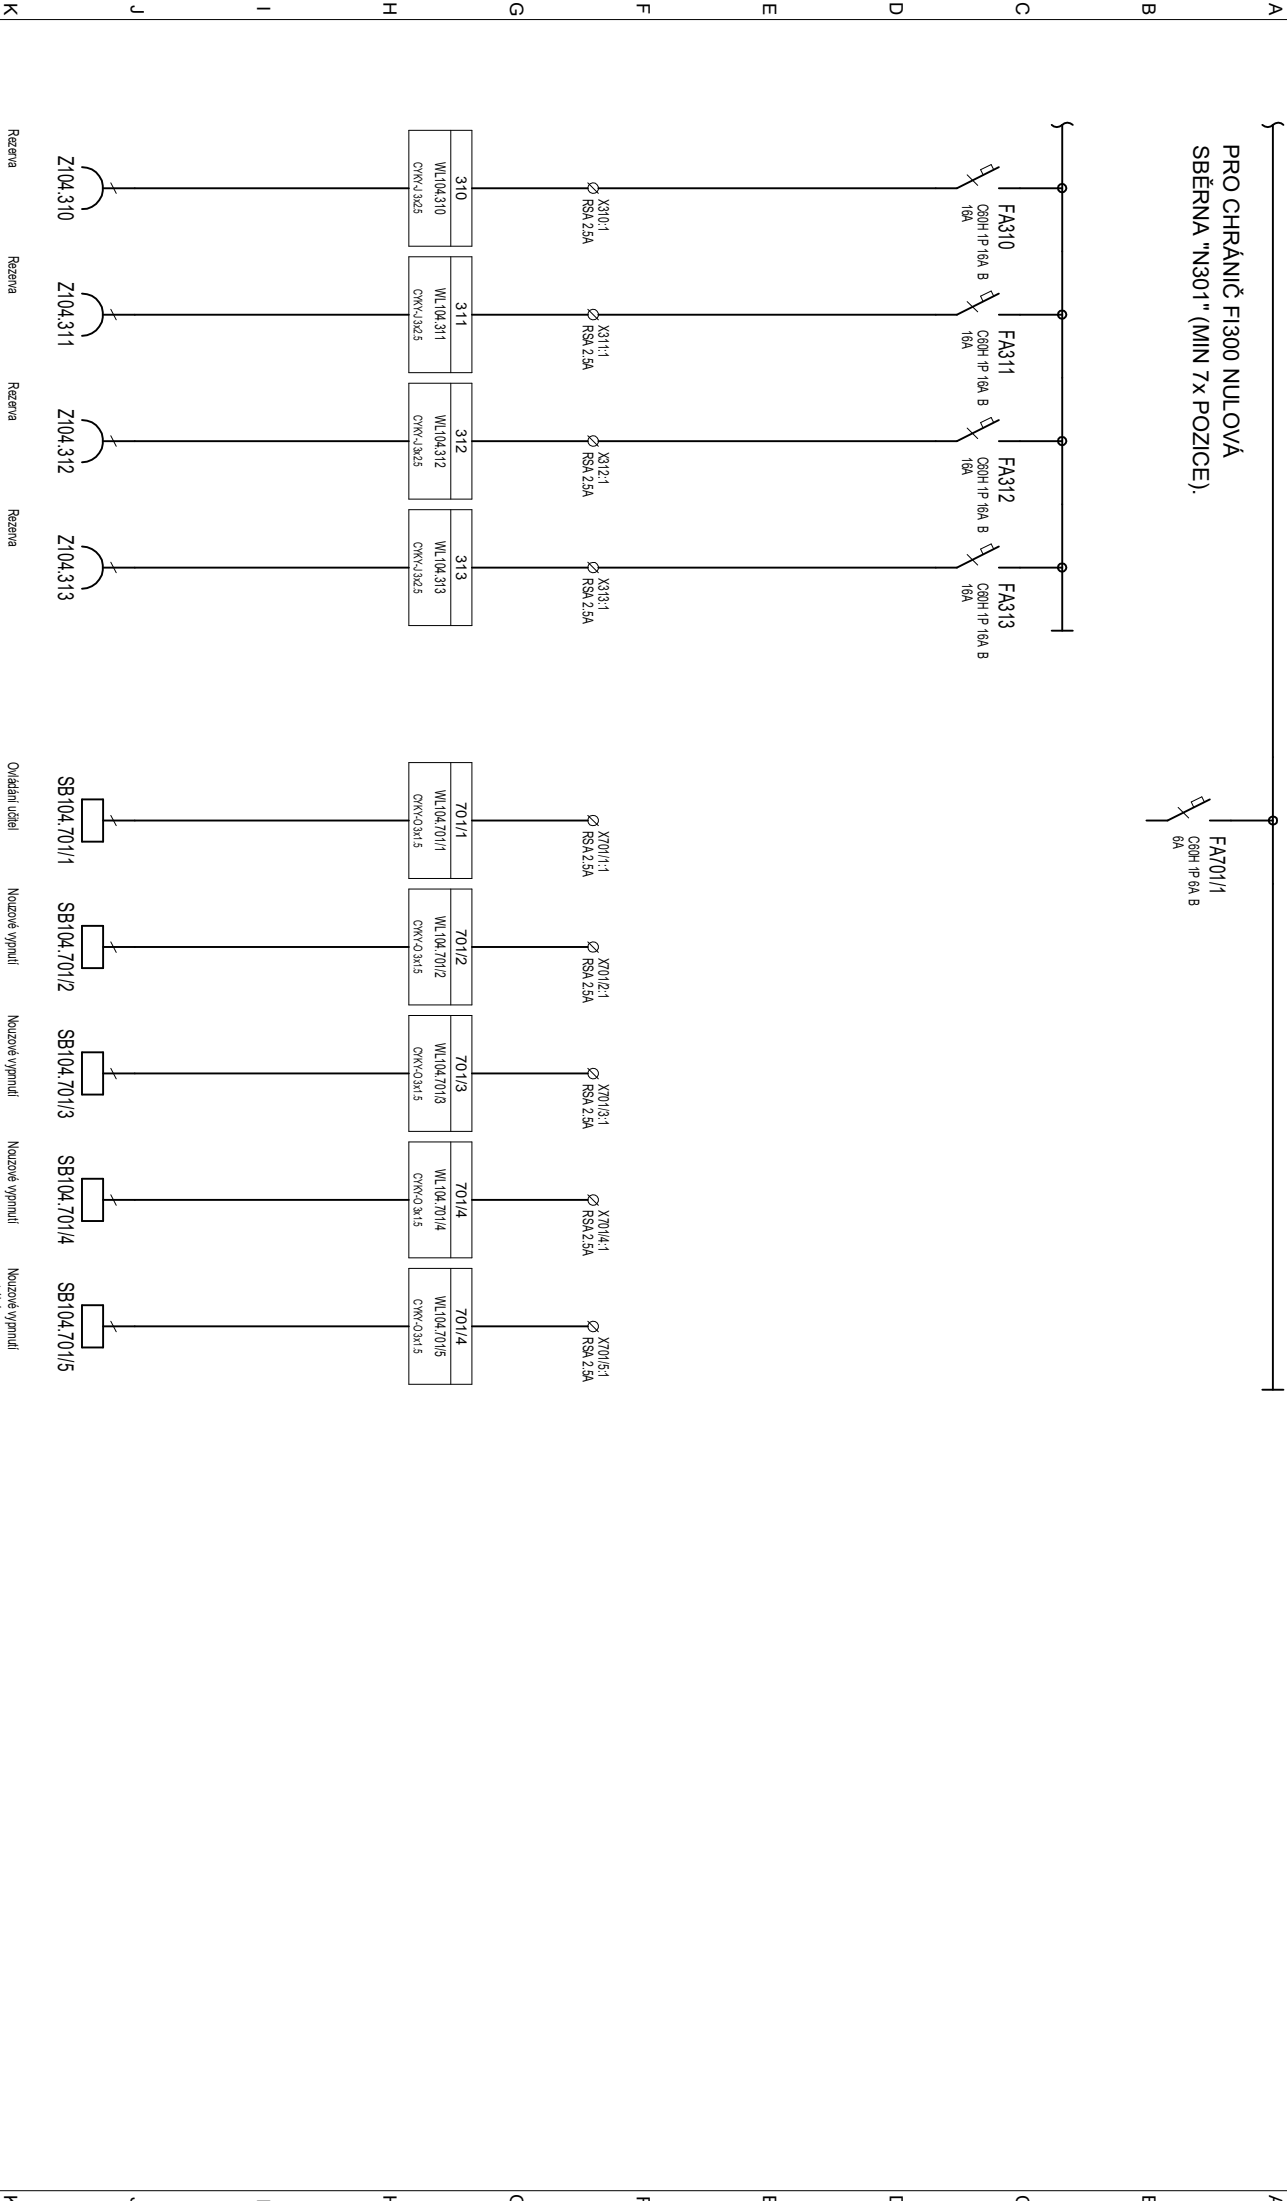 A
B
C
D
E
F
G
H
I
J
K
PRO CHRÁNIČ FI300 NULOVÁ
SBĚRNA "N301" (MIN 7x POZICE).
FA701/1
C60H 1P 6A B
6A
FA310
C60H 1P 16A B
16A
FA311
C60H 1P 16A B
16A
FA312
C60H 1P 16A B
16A
FA313
C60H 1P 16A B
16A
X310:1
RSA 2.5A
X311:1
RSA 2.5A
X312:1
RSA 2.5A
X313:1
RSA 2.5A
X701/1:1
RSA 2.5A
X701/2:1
RSA 2.5A
X701/3:1
RSA 2.5A
X701/4:1
RSA 2.5A
X701/5:1
RSA 2.5A
310
WL104.310
CYKY-J 3x2.5
311
WL104.311
CYKY-J 3x2.5
312
WL104.312
CYKY-J 3x2.5
313
WL104.313
CYKY-J 3x2.5
701/1
WL104.701/1
CYKY-O 3x1.5
701/2
WL104.701/2
CYKY-O 3x1.5
701/3
WL104.701/3
CYKY-O 3x1.5
701/4
WL104.701/4
CYKY-O 3x1.5
701/4
WL104.701/5
CYKY-O 3x1.5
Z104.310
Z104.311
Z104.312
Z104.313
SB104.701/1
SB104.701/2
SB104.701/3
SB104.701/4
SB104.701/5
Rezerva
Rezerva
Rezerva
Rezerva
Ovládání učitel
Nouzové vypnutí
Nouzové vypnnutí
Nouzové vypnnutí
Nouzové vypnnutí